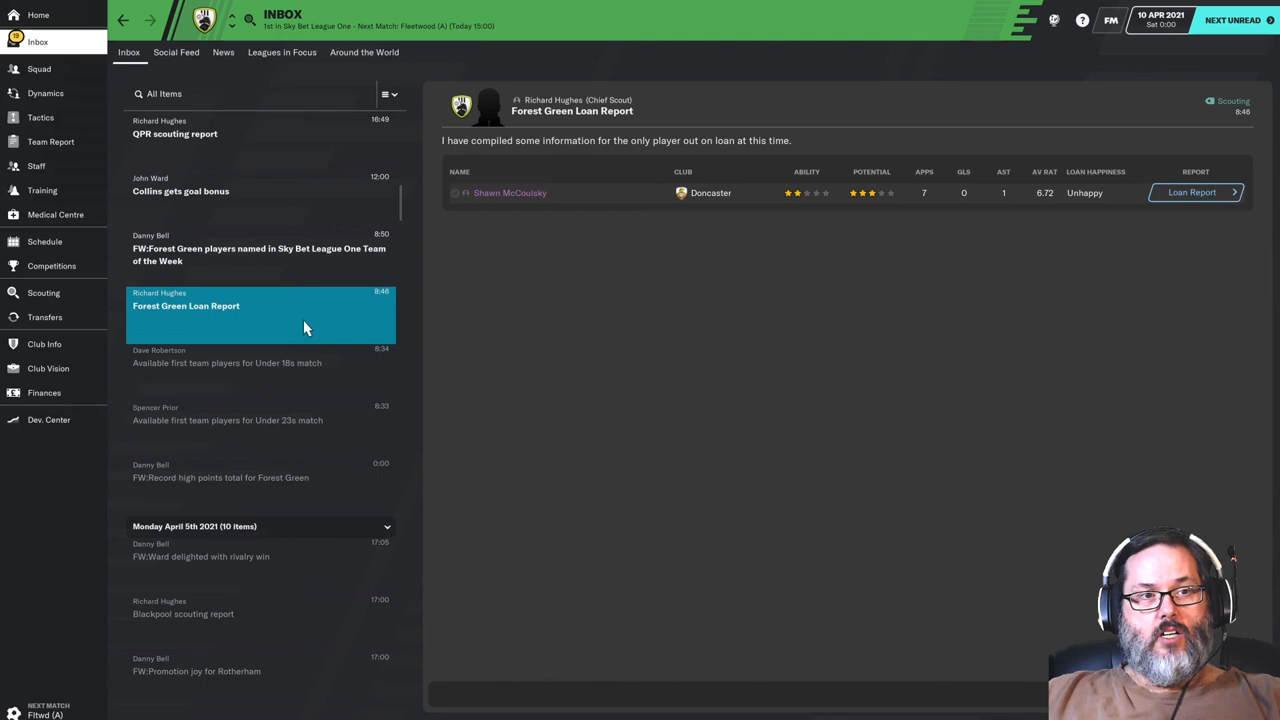 Home
INBOX
1st in Sky Bet League One - Next Match: Fleetwood (A) (Today 15:00)
FM
10 APR 2021
Sat 0:00
NEXT UNREAD
19
Inbox
Inbox
Social Feed
News
Leagues in Focus
Around the World
Squad
Dynamics
Tactics
Team Report
Staff
Training
Medical Centre
Schedule
Competitions
Scouting
Transfers
Club Info
Club Vision
Finances
Dev. Center
NEXT MATCH
Fltwd (A)
All Items
Richard Hughes 16:49
QPR scouting report
John Ward 12:00
Collins gets goal bonus
Danny Bell 8:50
FW:Forest Green players named in Sky Bet League One Team
of the Week
Richard Hughes 8:46
Forest Green Loan Report
Dave Robertson 8:34
Available first team players for Under 18s match
Spencer Prior 8:33
Available first team players for Under 23s match
Danny Bell 0:00
FW:Record high points total for Forest Green
Monday April 5th 2021 (10 items)
Danny Bell 17:05
FW:Ward delighted with rivalry win
Richard Hughes 17:00
Blackpool scouting report
Danny Bell 17:00
FW:Promotion joy for Rotherham
Richard Hughes (Chief Scout)
Forest Green Loan Report
Scouting
8:46
I have compiled some information for the only player out on loan at this time.
NAME CLUB ABILITY POTENTIAL APPS GLS AST AV RAT LOAN HAPPINESS REPORT
Shawn McCoulsky Doncaster 7 0 1 6.72 Unhappy Loan Report